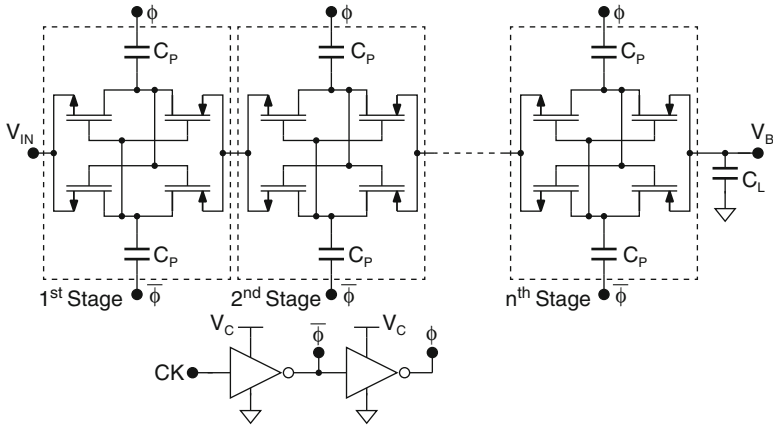 ϕ ϕ ϕ
C_P C_P C_P
V_IN V_B
C_L
C_P C_P C_P
1st Stage ϕ̅ 2nd Stage ϕ̅ nth Stage ϕ̅
V_C ϕ̅ V_C ϕ
CK